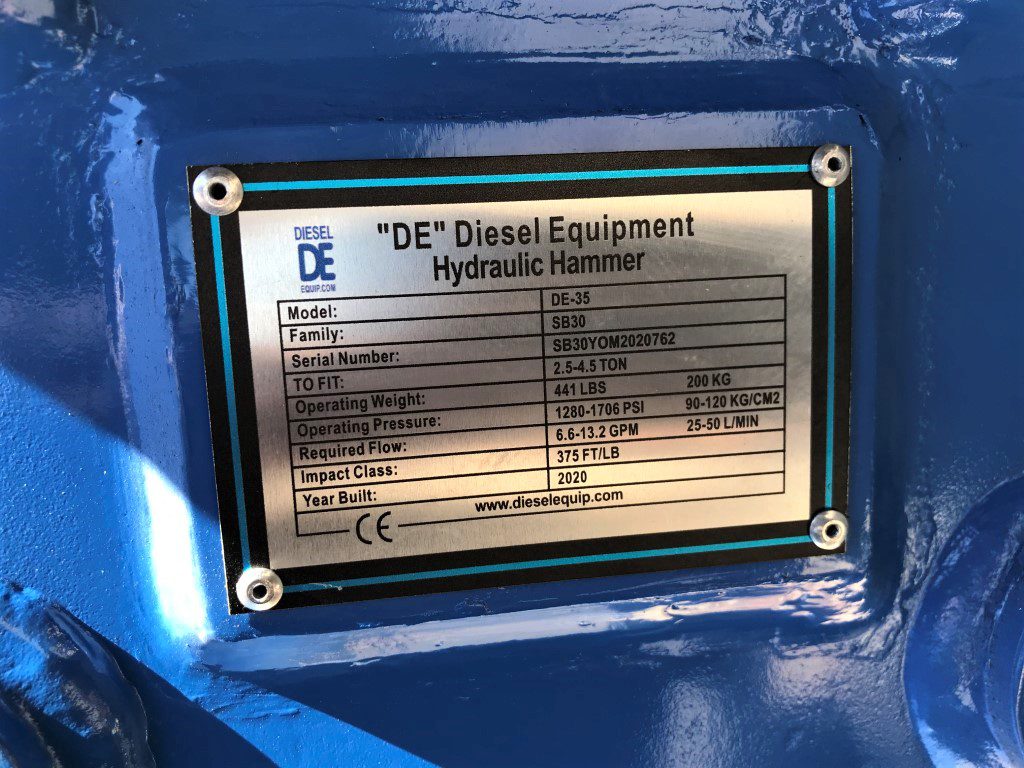 DIESEL
DE
EQUIP.COM
"DE" Diesel Equipment
Hydraulic Hammer
Model: DE-35
Family: SB30
Serial Number: SB30YOM2020762
TO FIT: 2.5-4.5 TON
Operating Weight: 441 LBS 200 KG
Operating Pressure: 1280-1706 PSI 90-120 KG/CM2
Required Flow: 6.6-13.2 GPM 25-50 L/MIN
Impact Class: 375 FT/LB
Year Built: 2020
CE www.dieselequip.com